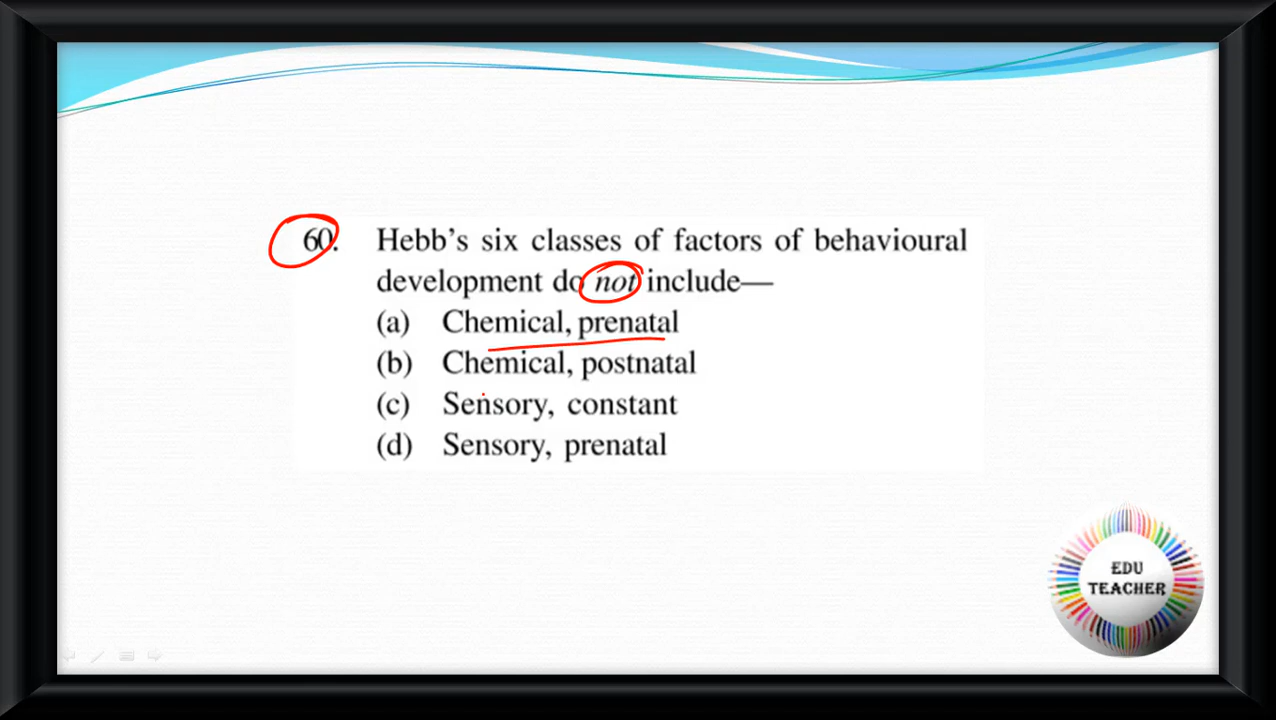 60. Hebb's six classes of factors of behavioural
development do not include—
(a) Chemical, prenatal
(b) Chemical, postnatal
(c) Sensory, constant
(d) Sensory, prenatal
EDU
TEACHER